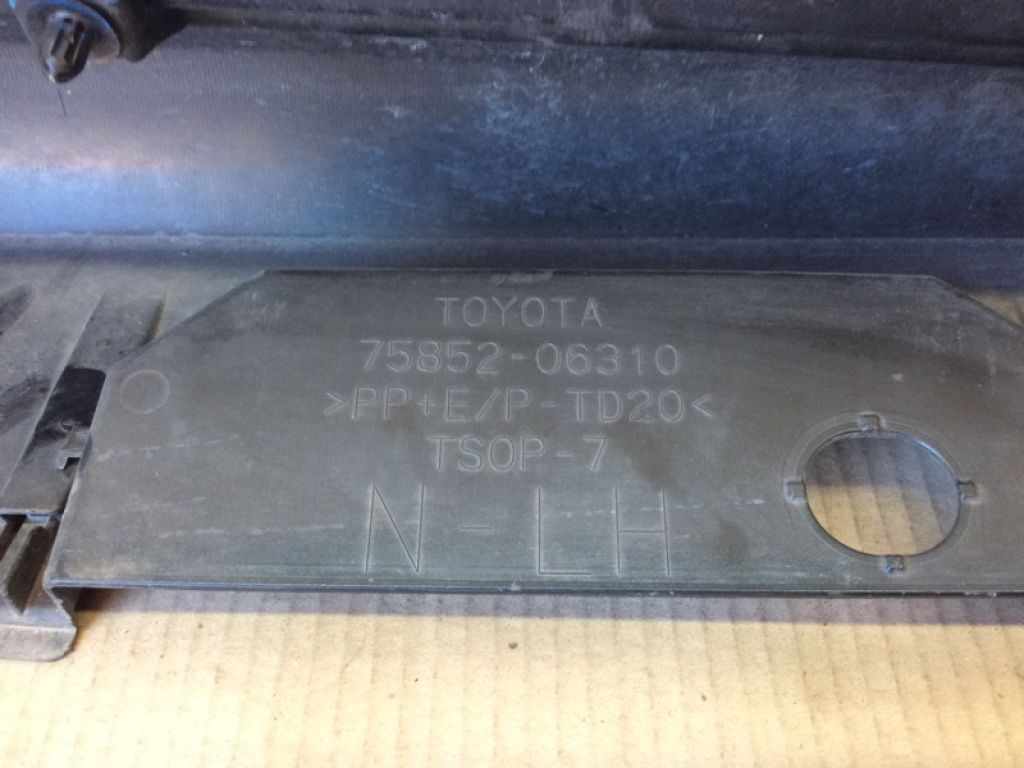 TOYOTA
75852-06310
>PP+E/P-TD20<
TSOP-7
N-LH